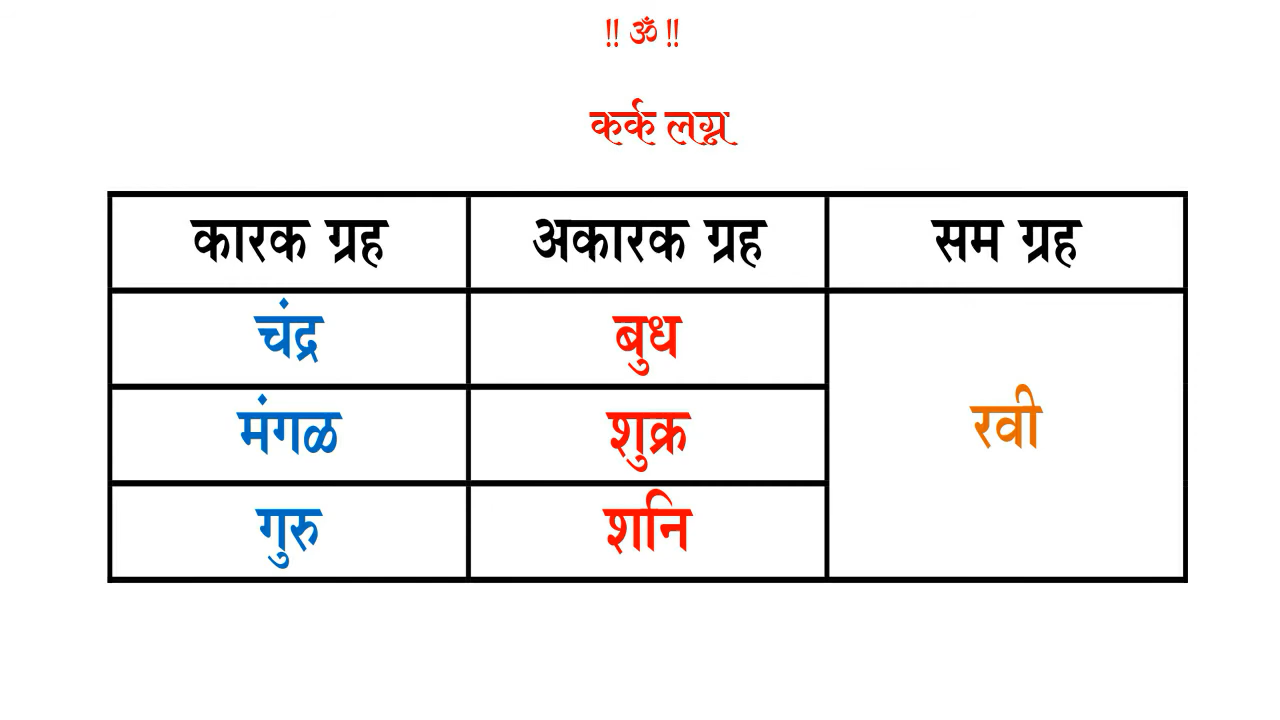 !! ॐ !!
कर्क लग्न
कारक ग्रह अकारक ग्रह सम ग्रह
चंद्र बुध
मंगळ शुक्र रवी
गुरु शनि